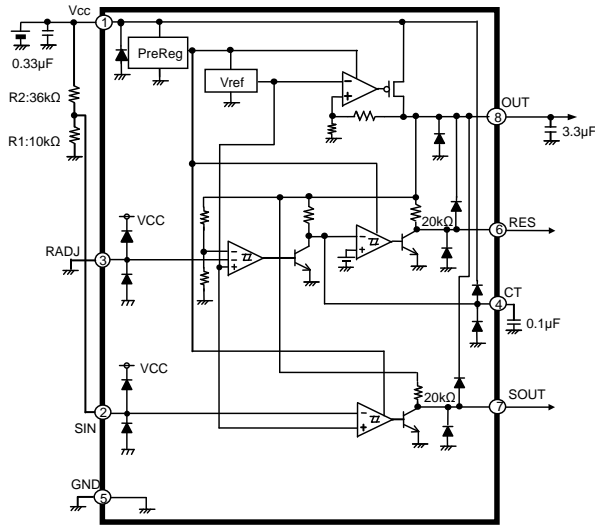 Vcc
1
PreReg
0.33µF
Vref
R2:36kΩ
OUT
8
R1:10kΩ
3.3µF
VCC
20kΩ
6
RES
RADJ
3
CT
4
0.1µF
VCC
20kΩ
SOUT
7
2
SIN
GND
5